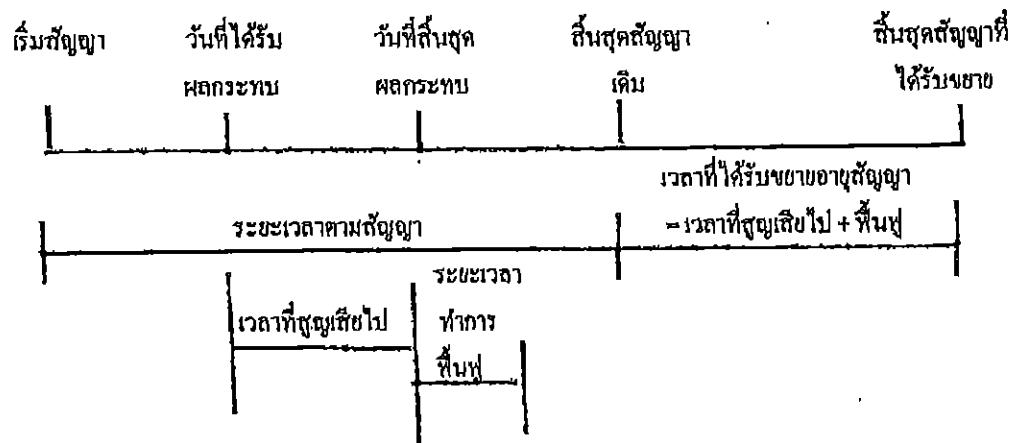 เริ่มสัญญา วันที่ได้รับ วันที่สิ้นสุด สิ้นสุดสัญญา สิ้นสุดสัญญาที่
ผลกระทบ ผลกระทบ เดิม ได้รับขยาย
เวลาที่ได้รับขยายอายุสัญญา
ระยะเวลาตามสัญญา =เวลาที่สูญเสียไป + ฟื้นฟู
ระยะเวลา
เวลาที่สูญเสียไป ทำการ
ฟื้นฟู